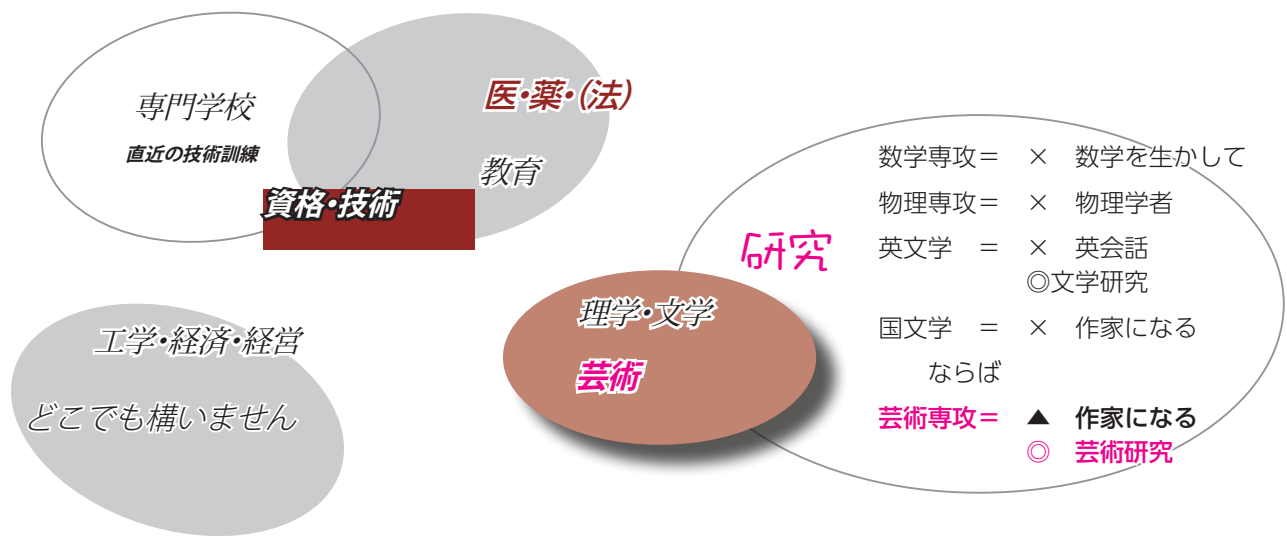 専門学校
直近の技術訓練
医・薬・(法)
教育
資格・技術
工学・経済・経営
どこでも構いません
理学・文学
芸術
研究
数学専攻＝　×　数学を生かして
物理専攻＝　×　物理学者
英文学　＝　×　英会話
◎文学研究
国文学　＝　×　作家になる
ならば
芸術専攻＝　▲　作家になる
◎　芸術研究